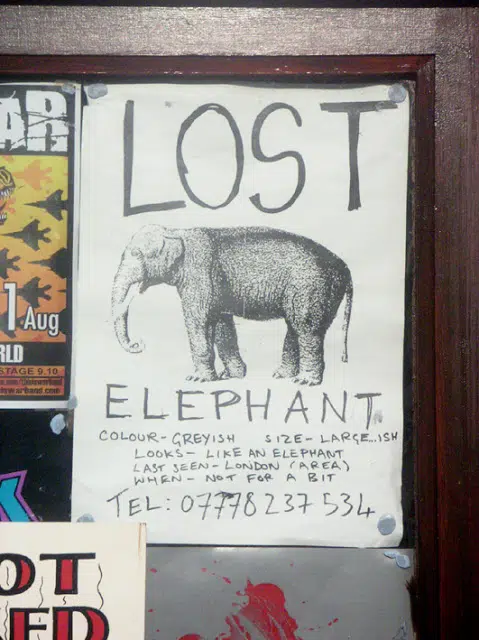 LOST
ELEPHANT
COLOUR- GREYISH SIZE- LARGE...ISH
LOOKS- LIKE AN ELEPHANT
LAST SEEN- LONDON (AREA)
WHEN- NOT FOR A BIT
TEL: 07778 237 534
AR
1 Aug
RLD
STAGE 9.10
OT
ED